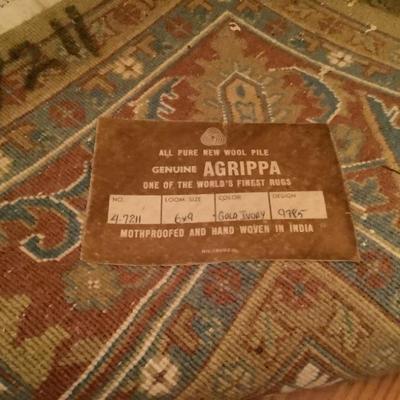 7211
ALL PURE NEW WOOL PILE
GENUINE AGRIPPA
ONE OF THE WORLD'S FINEST RUGS
NO. LOOM SIZE COLOR DESIGN
4-7211 6x9 GOLD IVORY 9785
MOTHPROOFED AND HAND WOVEN IN INDIA